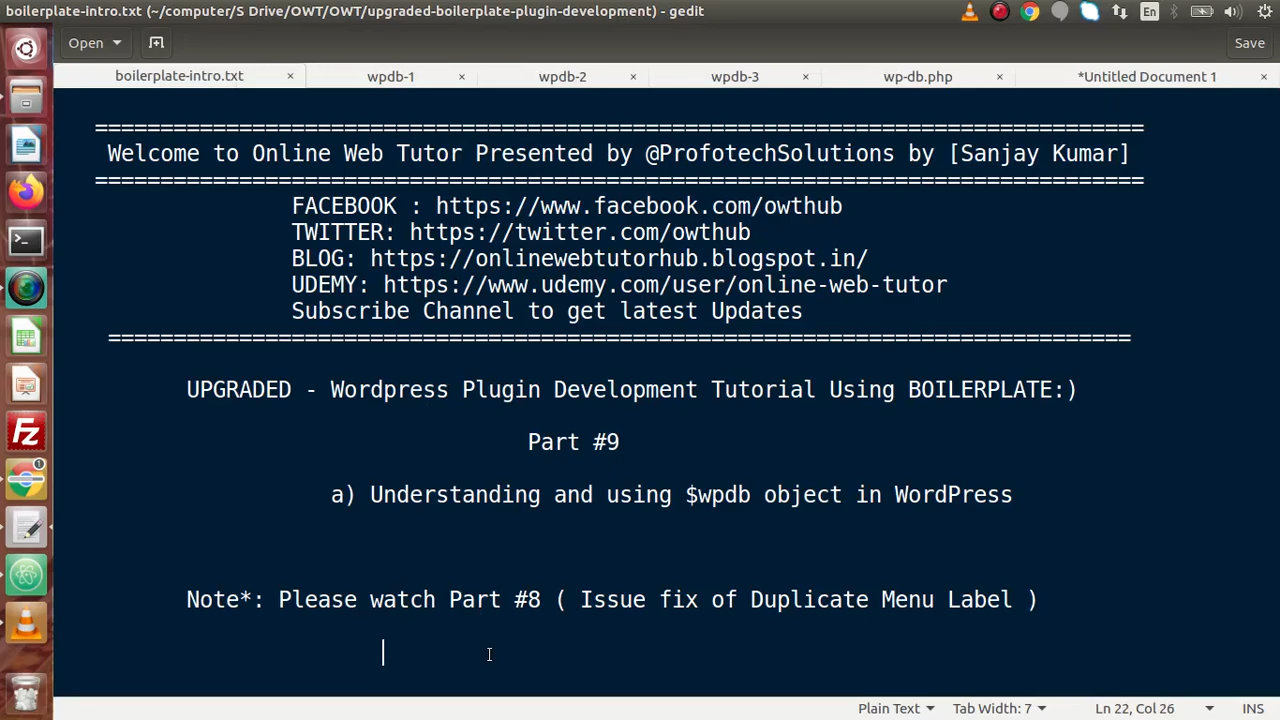 boilerplate-intro.txt (~/computer/S Drive/OWT/OWT/upgraded-boilerplate-plugin-development) - gedit
En
Open
Save
boilerplate-intro.txt × wpdb-1 × wpdb-2 × wpdb-3 × wp-db.php × *Untitled Document 1 ×
================================================================================
Welcome to Online Web Tutor Presented by @ProfotechSolutions by [Sanjay Kumar]
================================================================================
FACEBOOK : https://www.facebook.com/owthub
TWITTER: https://twitter.com/owthub
BLOG: https://onlinewebtutorhub.blogspot.in/
UDEMY: https://www.udemy.com/user/online-web-tutor
Subscribe Channel to get latest Updates
==============================================================================
UPGRADED - Wordpress Plugin Development Tutorial Using BOILERPLATE:)
Part #9
a) Understanding and using $wpdb object in WordPress
Note*: Please watch Part #8 ( Issue fix of Duplicate Menu Label )
Plain Text Tab Width: 7 Ln 22, Col 26 INS